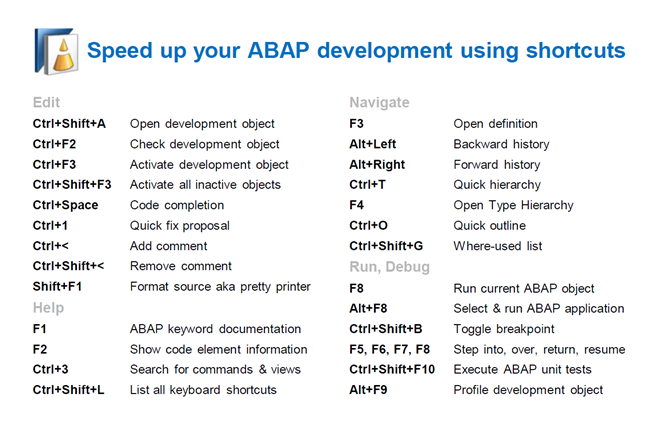 Speed up your ABAP development using shortcuts
Edit
Ctrl+Shift+A Open development object
Ctrl+F2 Check development object
Ctrl+F3 Activate development object
Ctrl+Shift+F3 Activate all inactive objects
Ctrl+Space Code completion
Ctrl+1 Quick fix proposal
Ctrl+< Add comment
Ctrl+Shift+< Remove comment
Shift+F1 Format source aka pretty printer
Help
F1 ABAP keyword documentation
F2 Show code element information
Ctrl+3 Search for commands & views
Ctrl+Shift+L List all keyboard shortcuts
Navigate
F3 Open definition
Alt+Left Backward history
Alt+Right Forward history
Ctrl+T Quick hierarchy
F4 Open Type Hierarchy
Ctrl+O Quick outline
Ctrl+Shift+G Where-used list
Run, Debug
F8 Run current ABAP object
Alt+F8 Select & run ABAP application
Ctrl+Shift+B Toggle breakpoint
F5, F6, F7, F8 Step into, over, return, resume
Ctrl+Shift+F10 Execute ABAP unit tests
Alt+F9 Profile development object